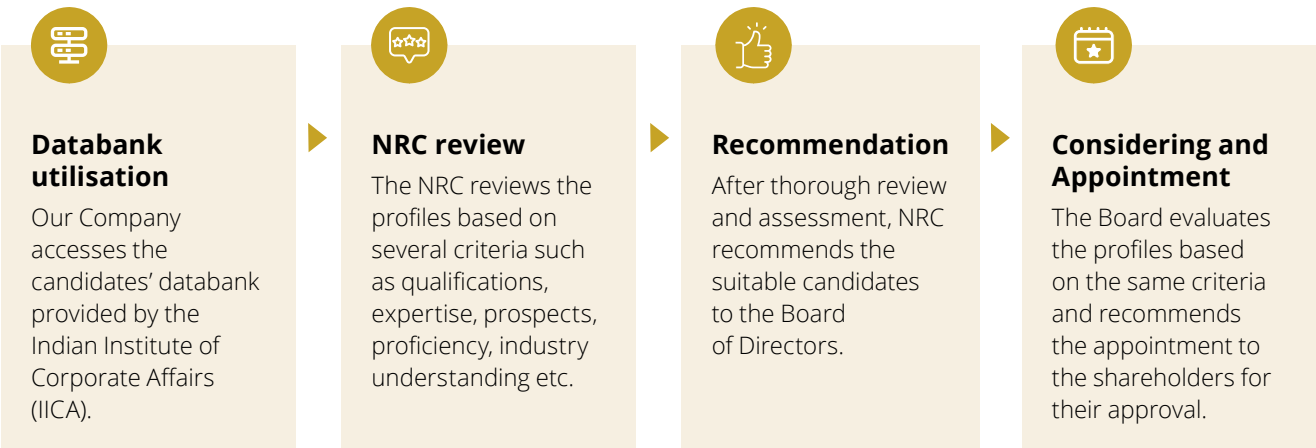 Databank
utilisation
Our Company
accesses the
candidates’ databank
provided by the
Indian Institute of
Corporate Affairs
(IICA).
NRC review
The NRC reviews the
profiles based on
several criteria such
as qualifications,
expertise, prospects,
proficiency, industry
understanding etc.
Recommendation
After thorough review
and assessment, NRC
recommends the
suitable candidates
to the Board
of Directors.
Considering and
Appointment
The Board evaluates
the profiles based
on the same criteria
and recommends
the appointment to
the shareholders for
their approval.